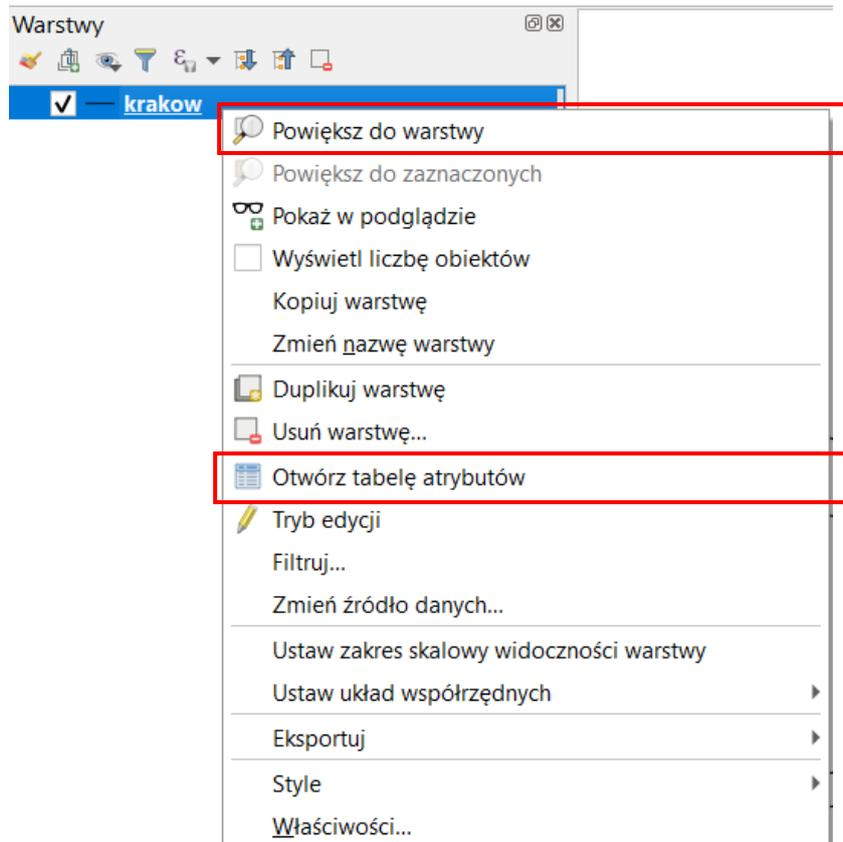 Warstwy
krakow
Powiększ do warstwy
Powiększ do zaznaczonych
Pokaż w podglądzie
Wyświetl liczbę obiektów
Kopiuj warstwę
Zmień nazwę warstwy
Duplikuj warstwę
Usuń warstwę...
Otwórz tabelę atrybutów
Tryb edycji
Filtruj...
Zmień źródło danych...
Ustaw zakres skalowy widoczności warstwy
Ustaw układ współrzędnych
Eksportuj
Style
Właściwości...